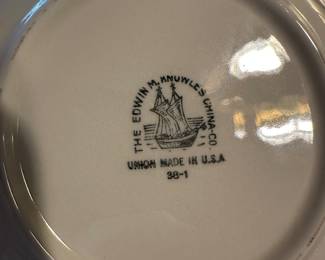 THE EDWIN M. KNOWLES CHINA CO.
UNION MADE IN U.S.A.
38-1